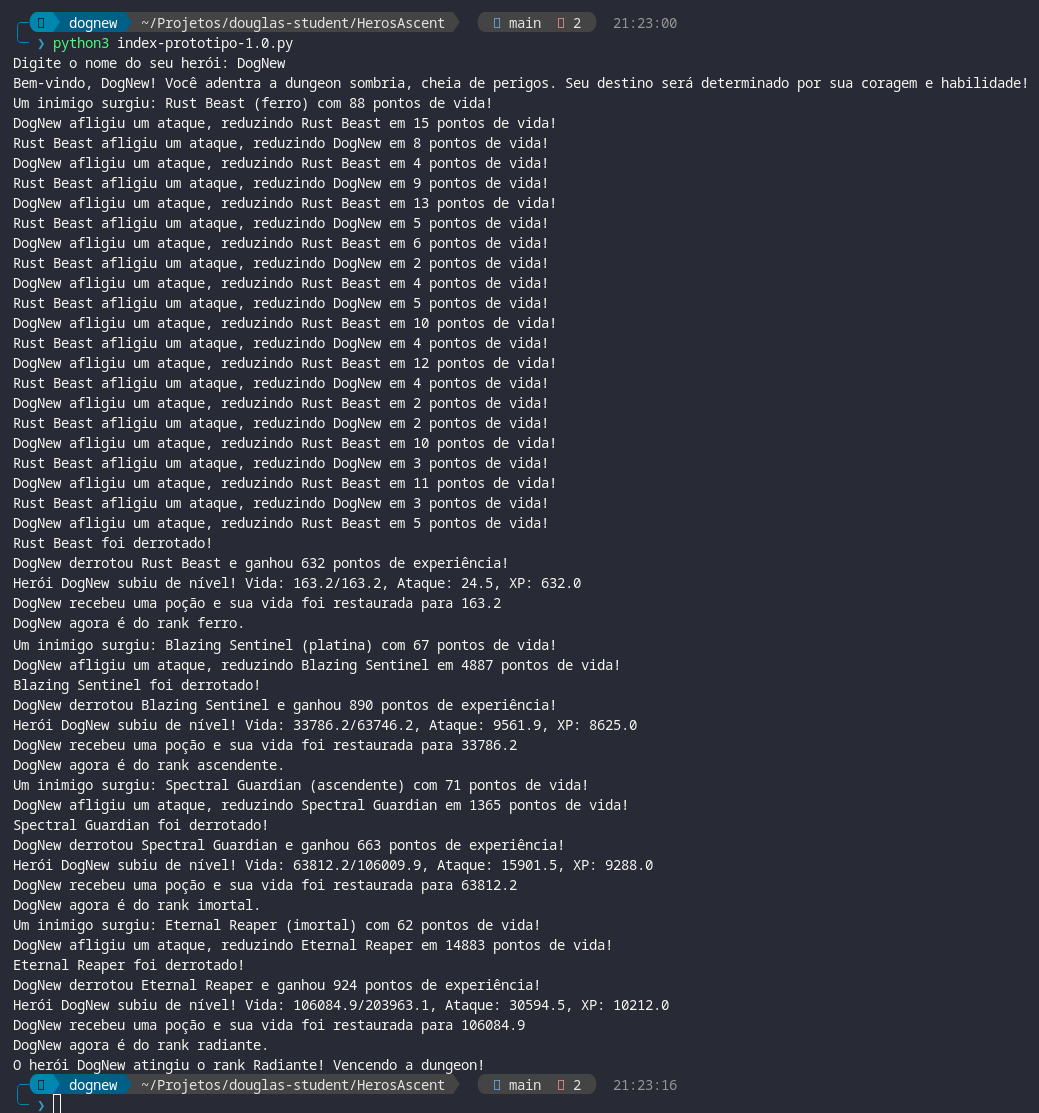 dognew ~/Projetos/douglas-student/HerosAscent main 2 21:23:00
❯ python3 index-prototipo-1.0.py
Digite o nome do seu herói: DogNew
Bem-vindo, DogNew! Você adentra a dungeon sombria, cheia de perigos. Seu destino será determinado por sua coragem e habilidade!
Um inimigo surgiu: Rust Beast (ferro) com 88 pontos de vida!
DogNew afligiu um ataque, reduzindo Rust Beast em 15 pontos de vida!
Rust Beast afligiu um ataque, reduzindo DogNew em 8 pontos de vida!
DogNew afligiu um ataque, reduzindo Rust Beast em 4 pontos de vida!
Rust Beast afligiu um ataque, reduzindo DogNew em 9 pontos de vida!
DogNew afligiu um ataque, reduzindo Rust Beast em 13 pontos de vida!
Rust Beast afligiu um ataque, reduzindo DogNew em 5 pontos de vida!
DogNew afligiu um ataque, reduzindo Rust Beast em 6 pontos de vida!
Rust Beast afligiu um ataque, reduzindo DogNew em 2 pontos de vida!
DogNew afligiu um ataque, reduzindo Rust Beast em 4 pontos de vida!
Rust Beast afligiu um ataque, reduzindo DogNew em 5 pontos de vida!
DogNew afligiu um ataque, reduzindo Rust Beast em 10 pontos de vida!
Rust Beast afligiu um ataque, reduzindo DogNew em 4 pontos de vida!
DogNew afligiu um ataque, reduzindo Rust Beast em 12 pontos de vida!
Rust Beast afligiu um ataque, reduzindo DogNew em 4 pontos de vida!
DogNew afligiu um ataque, reduzindo Rust Beast em 2 pontos de vida!
Rust Beast afligiu um ataque, reduzindo DogNew em 2 pontos de vida!
DogNew afligiu um ataque, reduzindo Rust Beast em 10 pontos de vida!
Rust Beast afligiu um ataque, reduzindo DogNew em 3 pontos de vida!
DogNew afligiu um ataque, reduzindo Rust Beast em 11 pontos de vida!
Rust Beast afligiu um ataque, reduzindo DogNew em 3 pontos de vida!
DogNew afligiu um ataque, reduzindo Rust Beast em 5 pontos de vida!
Rust Beast foi derrotado!
DogNew derrotou Rust Beast e ganhou 632 pontos de experiência!
Herói DogNew subiu de nível! Vida: 163.2/163.2, Ataque: 24.5, XP: 632.0
DogNew recebeu uma poção e sua vida foi restaurada para 163.2
DogNew agora é do rank ferro.
Um inimigo surgiu: Blazing Sentinel (platina) com 67 pontos de vida!
DogNew afligiu um ataque, reduzindo Blazing Sentinel em 4887 pontos de vida!
Blazing Sentinel foi derrotado!
DogNew derrotou Blazing Sentinel e ganhou 890 pontos de experiência!
Herói DogNew subiu de nível! Vida: 33786.2/63746.2, Ataque: 9561.9, XP: 8625.0
DogNew recebeu uma poção e sua vida foi restaurada para 33786.2
DogNew agora é do rank ascendente.
Um inimigo surgiu: Spectral Guardian (ascendente) com 71 pontos de vida!
DogNew afligiu um ataque, reduzindo Spectral Guardian em 1365 pontos de vida!
Spectral Guardian foi derrotado!
DogNew derrotou Spectral Guardian e ganhou 663 pontos de experiência!
Herói DogNew subiu de nível! Vida: 63812.2/106009.9, Ataque: 15901.5, XP: 9288.0
DogNew recebeu uma poção e sua vida foi restaurada para 63812.2
DogNew agora é do rank imortal.
Um inimigo surgiu: Eternal Reaper (imortal) com 62 pontos de vida!
DogNew afligiu um ataque, reduzindo Eternal Reaper em 14883 pontos de vida!
Eternal Reaper foi derrotado!
DogNew derrotou Eternal Reaper e ganhou 924 pontos de experiência!
Herói DogNew subiu de nível! Vida: 106084.9/203963.1, Ataque: 30594.5, XP: 10212.0
DogNew recebeu uma poção e sua vida foi restaurada para 106084.9
DogNew agora é do rank radiante.
O herói DogNew atingiu o rank Radiante! Vencendo a dungeon!
dognew ~/Projetos/douglas-student/HerosAscent main 2 21:23:16
❯